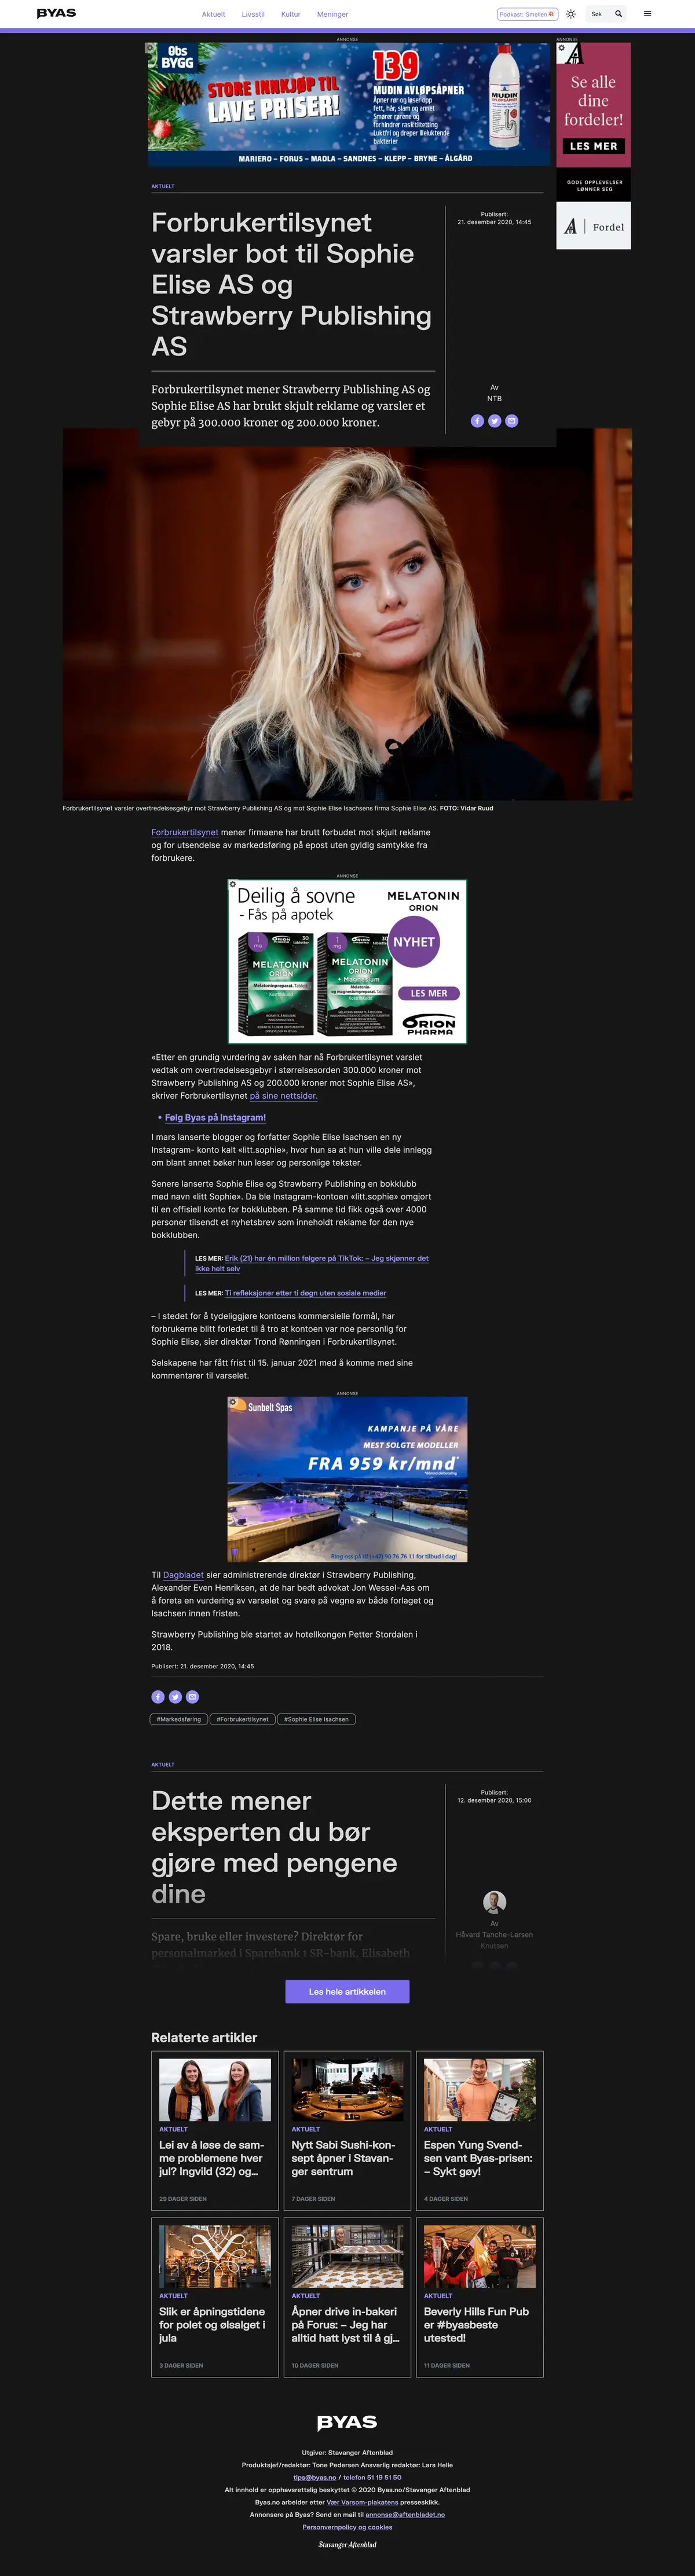 BYAS
Aktuelt Livsstil Kultur Meninger
Podkast: Smellen
Søk
ANNONSE
ANNONSE
Obs
BYGG
STORE INNKJØP TIL
LAVE PRISER!
139
MUDIN AVLØPSÅPNER
Åpner rør og løser opp
fett, hår, slam og annet
Smører rørene og
forhindrer rask tiltetting
Luktfri og dreper illeluktende
bakterier
MARIERO – FORUS – MADLA – SANDNES – KLEPP – BRYNE – ÅLGÅRD
Se alle
dine
fordeler!
LES MER
GODE OPPLEVELSER
LØNNER SEG
A | Fordel
AKTUELT
Forbrukertilsynet
varsler bot til Sophie
Elise AS og
Strawberry Publishing
AS
Publisert:
21. desember 2020, 14:45
Forbrukertilsynet mener Strawberry Publishing AS og
Sophie Elise AS har brukt skjult reklame og varsler et
gebyr på 300.000 kroner og 200.000 kroner.
Av
NTB
Forbrukertilsynet varsler overtredelsesgebyr mot Strawberry Publishing AS og mot Sophie Elise Isachsens firma Sophie Elise AS. FOTO: Vidar Ruud
Forbrukertilsynet mener firmaene har brutt forbudet mot skjult reklame
og for utsendelse av markedsføring på epost uten gyldig samtykke fra
forbrukere.
ANNONSE
Deilig å sovne
- Fås på apotek
MELATONIN
ORION
NYHET
LES MER
ORION
PHARMA
«Etter en grundig vurdering av saken har nå Forbrukertilsynet varslet
vedtak om overtredelsesgebyr i størrelsesorden 300.000 kroner mot
Strawberry Publishing AS og 200.000 kroner mot Sophie Elise AS»,
skriver Forbrukertilsynet på sine nettsider.
• Følg Byas på Instagram!
I mars lanserte blogger og forfatter Sophie Elise Isachsen en ny
Instagram- konto kalt «litt.sophie», hvor hun sa at hun ville dele innlegg
om blant annet bøker hun leser og personlige tekster.
Senere lanserte Sophie Elise og Strawberry Publishing en bokklubb
med navn «litt Sophie». Da ble Instagram-kontoen «litt.sophie» omgjort
til en offisiell konto for bokklubben. På samme tid fikk også over 4000
personer tilsendt et nyhetsbrev som inneholdt reklame for den nye
bokklubben.
LES MER: Erik (21) har én million følgere på TikTok: – Jeg skjønner det
ikke helt selv
LES MER: Ti refleksjoner etter ti døgn uten sosiale medier
– I stedet for å tydeliggjøre kontoens kommersielle formål, har
forbrukerne blitt forledet til å tro at kontoen var noe personlig for
Sophie Elise, sier direktør Trond Rønningen i Forbrukertilsynet.
Selskapene har fått frist til 15. januar 2021 med å komme med sine
kommentarer til varselet.
ANNONSE
Sunbelt Spas
KAMPANJE PÅ VÅRE
MEST SOLGTE MODELLER
FRA 959 kr/mnd*
Ring oss på tlf (+47) 90 76 76 11 for tilbud i dag!
Til Dagbladet sier administrerende direktør i Strawberry Publishing,
Alexander Even Henriksen, at de har bedt advokat Jon Wessel-Aas om
å foreta en vurdering av varselet og svare på vegne av både forlaget og
Isachsen innen fristen.
Strawberry Publishing ble startet av hotellkongen Petter Stordalen i
2018.
Publisert: 21. desember 2020, 14:45
#Markedsføring #Forbrukertilsynet #Sophie Elise Isachsen
AKTUELT
Dette mener
eksperten du bør
gjøre med pengene
dine
Publisert:
12. desember 2020, 15:00
Spare, bruke eller investere? Direktør for
personalmarked i Sparebank 1 SR-bank, Elisabeth
Av
Håvard Tanche-Larsen
Knutsen
Les hele artikkelen
Relaterte artikler
AKTUELT
Lei av å løse de sam-
me problemene hver
jul? Ingvild (32) og...
29 DAGER SIDEN
AKTUELT
Nytt Sabi Sushi-kon-
sept åpner i Stavan-
ger sentrum
7 DAGER SIDEN
AKTUELT
Espen Yung Svend-
sen vant Byas-prisen:
– Sykt gøy!
4 DAGER SIDEN
AKTUELT
Slik er åpningstidene
for polet og ølsalget i
jula
3 DAGER SIDEN
AKTUELT
Åpner drive in-bakeri
på Forus: – Jeg har
alltid hatt lyst til å gj...
10 DAGER SIDEN
AKTUELT
Beverly Hills Fun Pub
er #byasbeste
utested!
11 DAGER SIDEN
BYAS
Utgiver: Stavanger Aftenblad
Produktsjef/redaktør: Tone Pedersen Ansvarlig redaktør: Lars Helle
tips@byas.no / telefon 51 19 51 50
Alt innhold er opphavsrettslig beskyttet © 2020 Byas.no/Stavanger Aftenblad
Byas.no arbeider etter Vær Varsom-plakatens presseskikk.
Annonsere på Byas? Send en mail til annonse@aftenbladet.no
Personvernpolicy og cookies
Stavanger Aftenblad